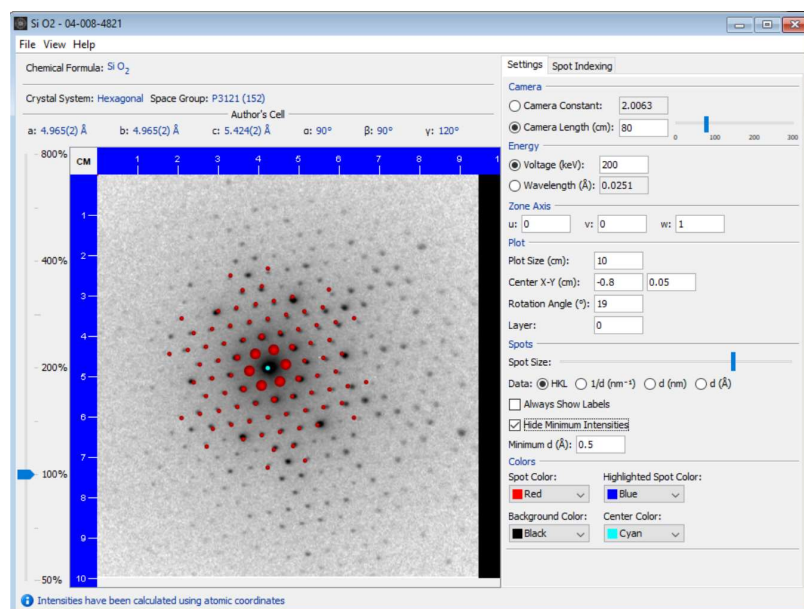 Si O2 - 04-008-4821
File View Help
Chemical Formula: Si O2
Crystal System: Hexagonal Space Group: P3121 (152)
Author's Cell
a: 4.965(2) Å b: 4.965(2) Å c: 5.424(2) Å α: 90° β: 90° γ: 120°
800%
400%
200%
100%
50%
CM 1 2 3 4 5 6 7 8 9 1
1
2
3
4
5
6
7
8
9
10
Settings Spot Indexing
Camera
Camera Constant: 2.0063
Camera Length (cm): 80
0 100 200 300
Energy
Voltage (keV): 200
Wavelength (Å): 0.0251
Zone Axis
u: 0 v: 0 w: 1
Plot
Plot Size (cm): 10
Center X-Y (cm): -0.8 0.05
Rotation Angle (°): 19
Layer: 0
Spots
Spot Size:
Data: HKL 1/d (nm⁻¹) d (nm) d (Å)
Always Show Labels
Hide Minimum Intensities
Minimum d (Å): 0.5
Colors
Spot Color: Highlighted Spot Color:
Red Blue
Background Color: Center Color:
Black Cyan
Intensities have been calculated using atomic coordinates